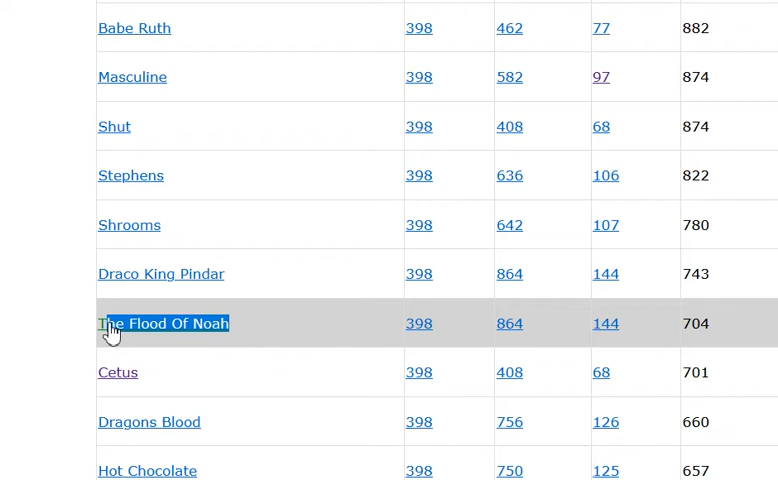 Babe Ruth 398 462 77 882
Masculine 398 582 97 874
Shut 398 408 68 874
Stephens 398 636 106 822
Shrooms 398 642 107 780
Draco King Pindar 398 864 144 743
The Flood Of Noah 398 864 144 704
Cetus 398 408 68 701
Dragons Blood 398 756 126 660
Hot Chocolate 398 750 125 657